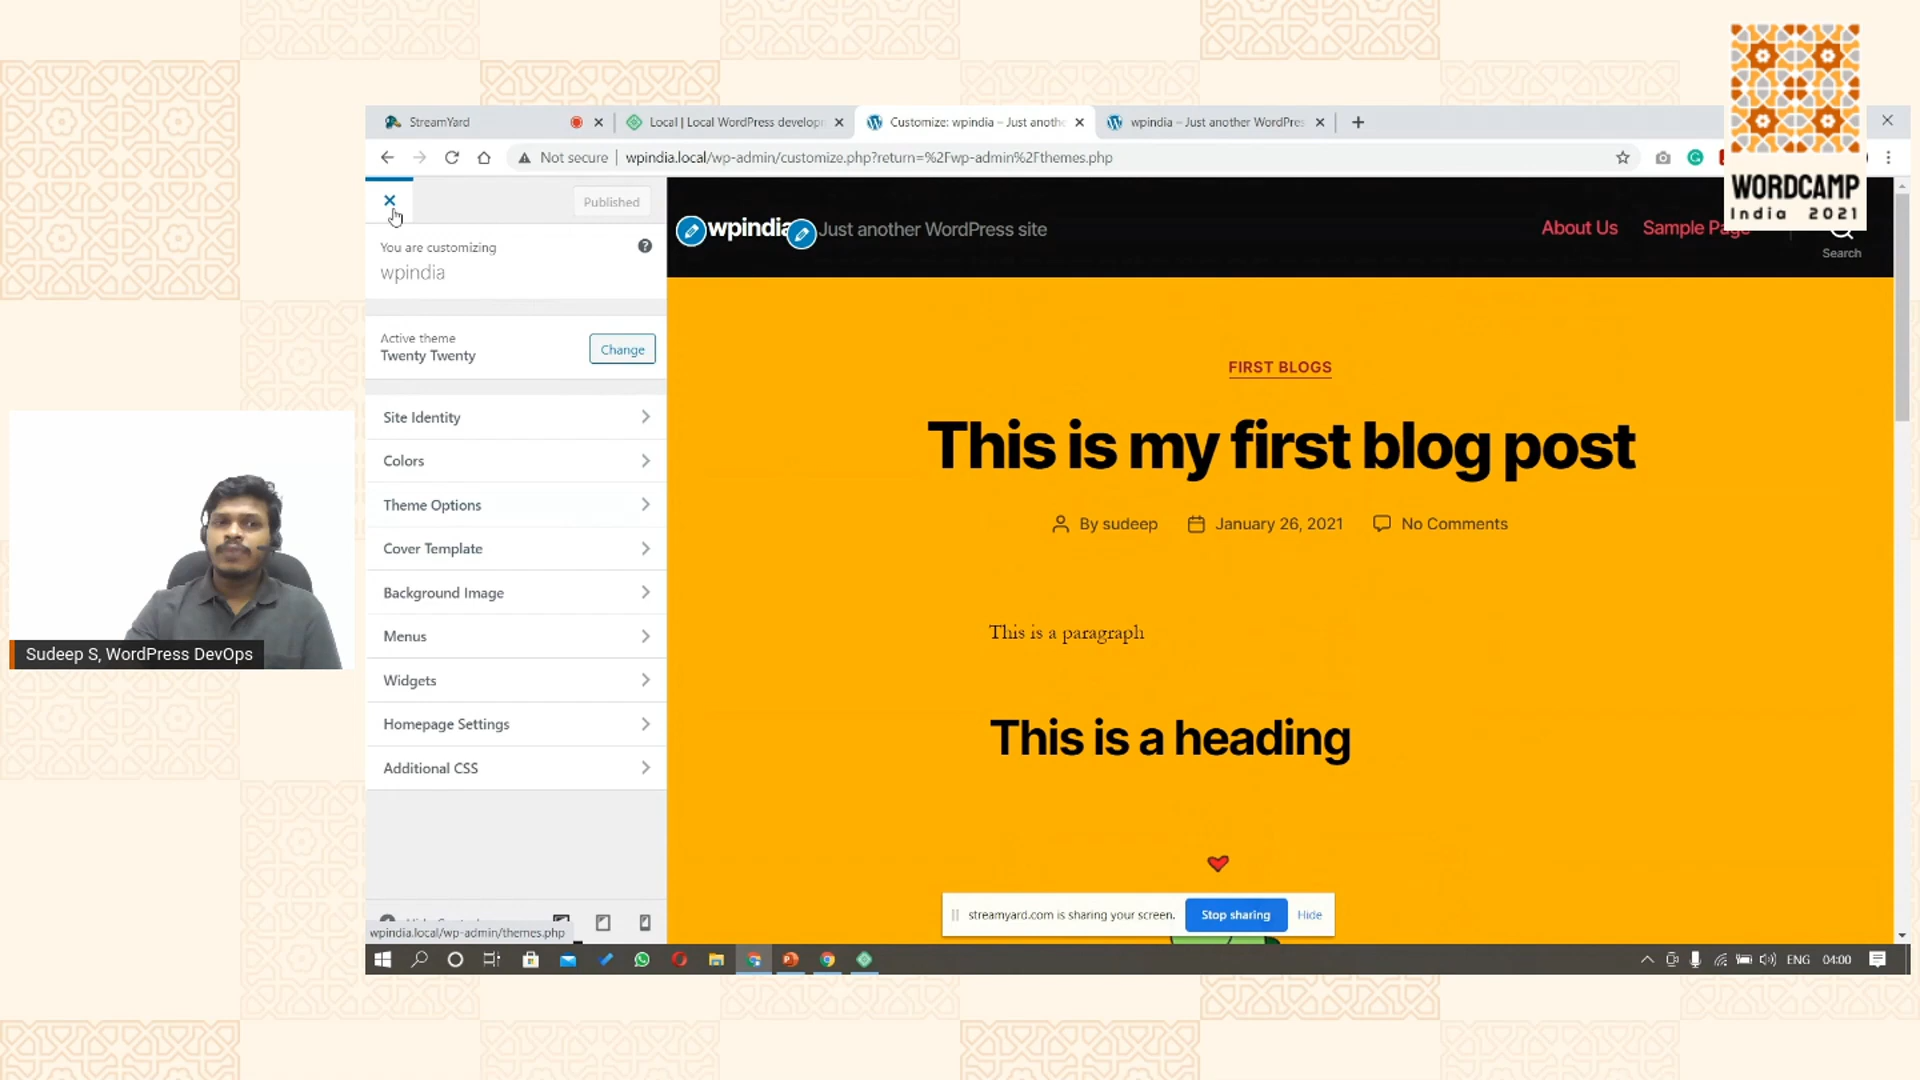 StreamYard
Local | Local WordPress developm
Customize: wpindia – Just anoth
wpindia – Just another WordPres
Not secure
wpindia.local/wp-admin/customize.php?return=%2Fwp-admin%2Fthemes.php
WORDCAMP
India 2021
Published
You are customizing
wpindia
Active theme
Twenty Twenty
Change
Site Identity
Colors
Theme Options
Cover Template
Background Image
Menus
Widgets
Homepage Settings
Additional CSS
wpindia.local/wp-admin/themes.php
wpindia
Just another WordPress site
About Us
Sample Page
Search
FIRST BLOGS
This is my first blog post
By sudeep
January 26, 2021
No Comments
This is a paragraph
This is a heading
streamyard.com is sharing your screen.
Stop sharing
Hide
Sudeep S, WordPress DevOps
ENG
04:00